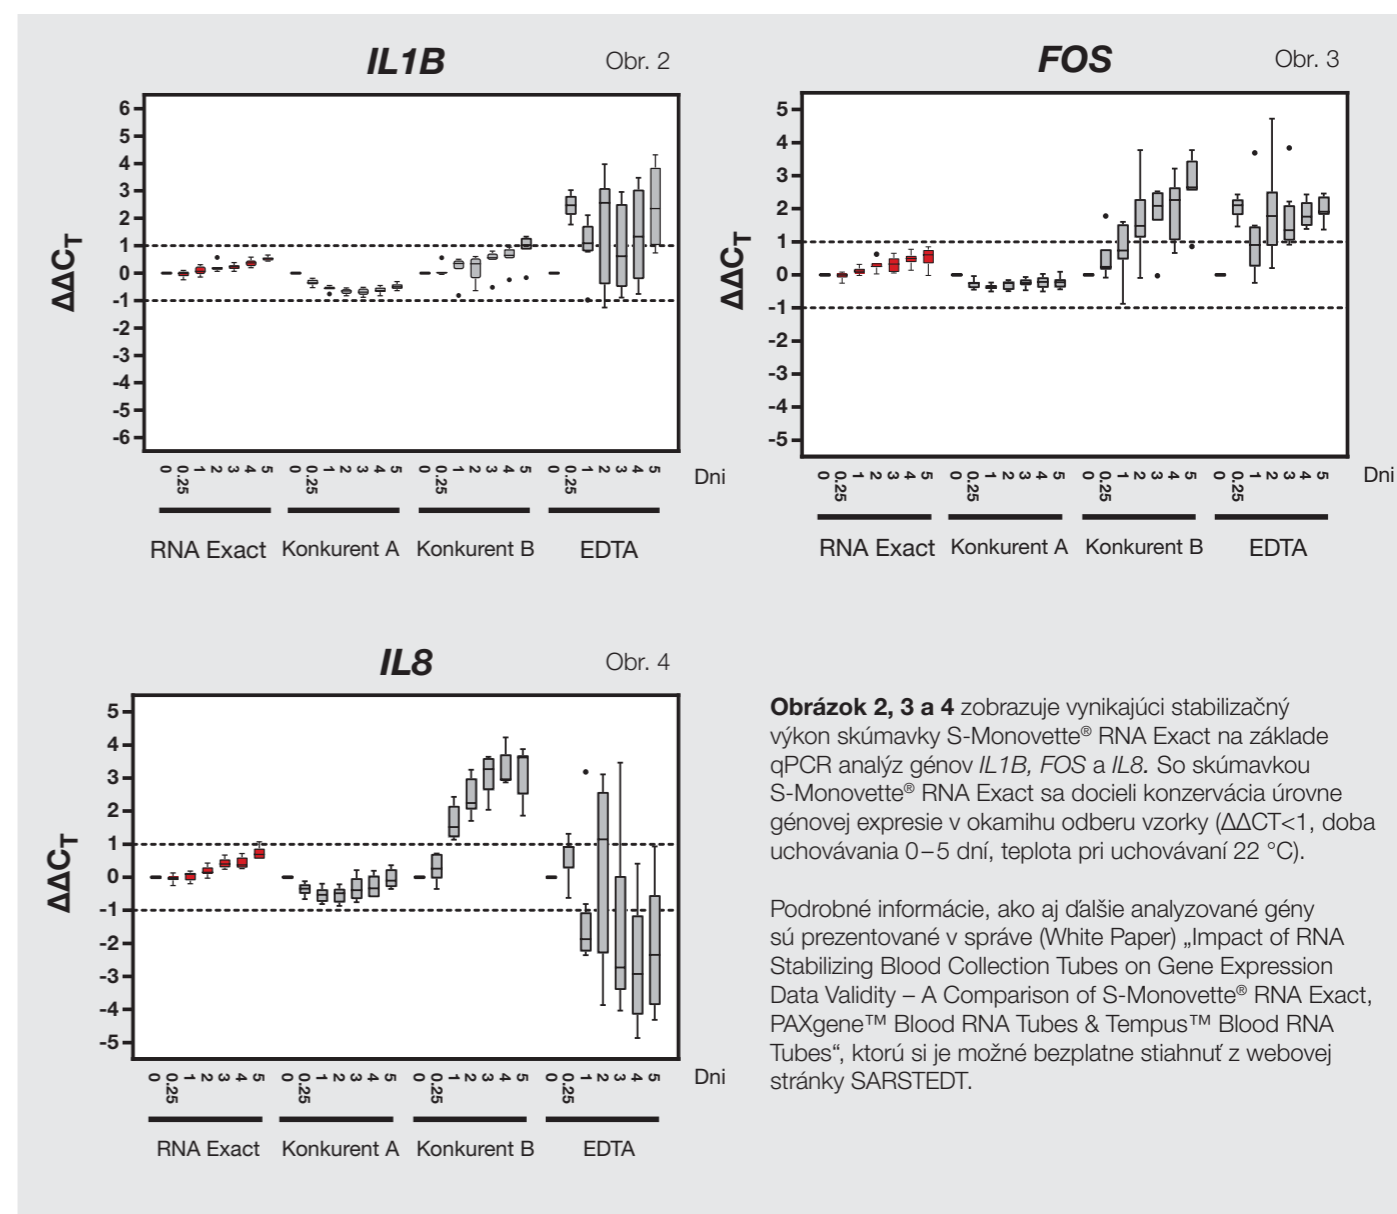 IL1B
Obr. 2
6
5
4
3
2
1
0
-1
-2
-3
-4
-5
-6
ΔΔCT
0 0.25 1 2 3 4 5 0 0.25 1 2 3 4 5 0 0.25 1 2 3 4 5 0 0.25 1 2 3 4 5 Dni
RNA Exact Konkurent A Konkurent B EDTA
FOS
Obr. 3
5
4
3
2
1
0
-1
-2
-3
-4
-5
ΔΔCT
0 0.25 1 2 3 4 5 0 0.25 1 2 3 4 5 0 0.25 1 2 3 4 5 0 0.25 1 2 3 4 5 Dni
RNA Exact Konkurent A Konkurent B EDTA
IL8
Obr. 4
5
4
3
2
1
0
-1
-2
-3
-4
-5
ΔΔCT
0 0.25 1 2 3 4 5 0 0.25 1 2 3 4 5 0 0.25 1 2 3 4 5 0 0.25 1 2 3 4 5 Dni
RNA Exact Konkurent A Konkurent B EDTA
Obrázok 2, 3 a 4 zobrazuje vynikajúci stabilizačný
výkon skúmavky S-Monovette® RNA Exact na základe
qPCR analýz génov IL1B, FOS a IL8. So skúmavkou
S-Monovette® RNA Exact sa docieli konzervácia úrovne
génovej expresie v okamihu odberu vzorky (ΔΔCT<1, doba
uchovávania 0–5 dní, teplota pri uchovávaní 22 °C).
Podrobné informácie, ako aj ďalšie analyzované gény
sú prezentované v správe (White Paper) „Impact of RNA
Stabilizing Blood Collection Tubes on Gene Expression
Data Validity – A Comparison of S-Monovette® RNA Exact,
PAXgene™ Blood RNA Tubes & Tempus™ Blood RNA
Tubes“, ktorú si je možné bezplatne stiahnuť z webovej
stránky SARSTEDT.